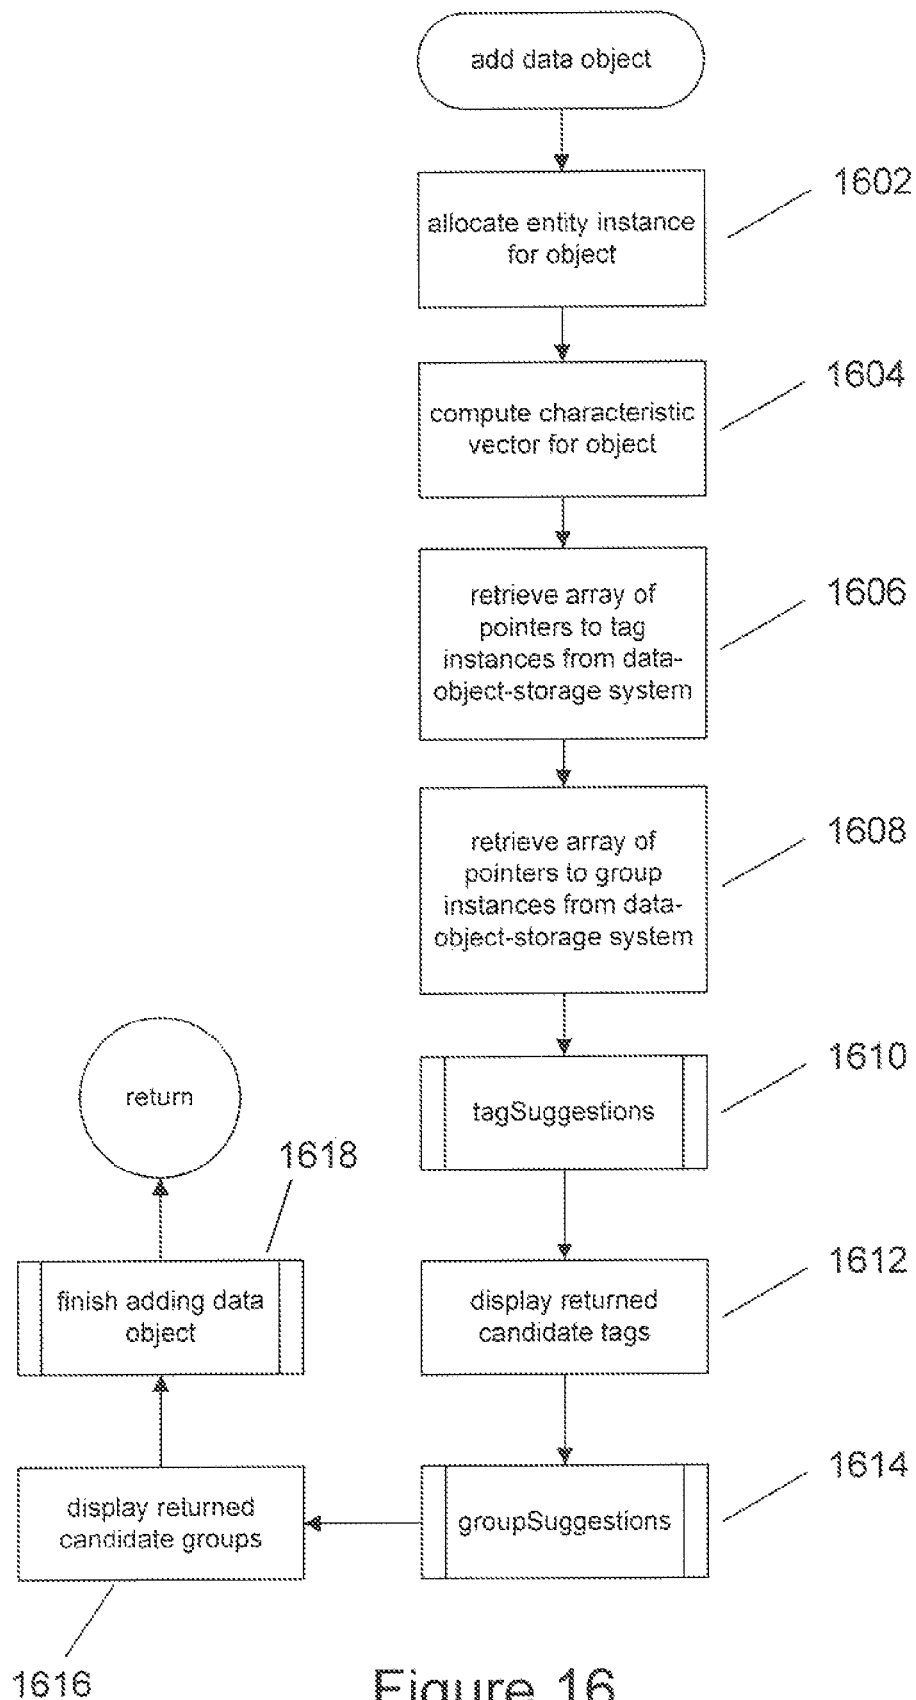 add data object
1602
allocate entity instance
for object
1604
compute characteristic
vector for object
1606
retrieve array of
pointers to tag
instances from data-
object-storage system
1608
retrieve array of
pointers to group
instances from data-
object-storage system
1610
tagSuggestions
1612
display returned
candidate tags
1614
groupSuggestions
display returned
candidate groups
1616
1618
finish adding data
object
return
Figure 16